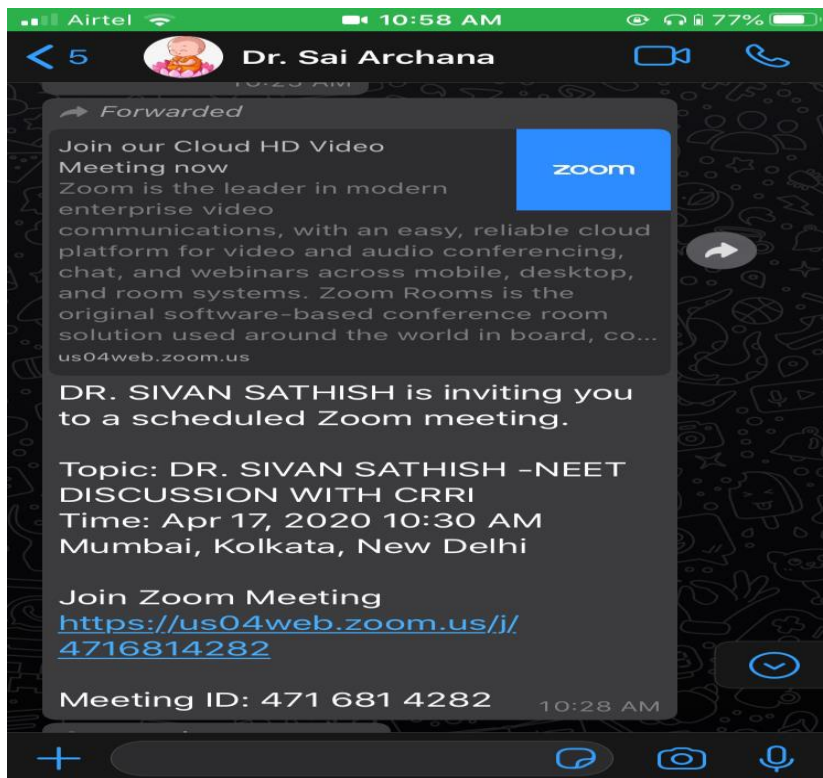 Airtel 10:58 AM 77%
5 Dr. Sai Archana
10:25 AM
Forwarded
Join our Cloud HD Video
Meeting now
zoom
Zoom is the leader in modern
enterprise video
communications, with an easy, reliable cloud
platform for video and audio conferencing,
chat, and webinars across mobile, desktop,
and room systems. Zoom Rooms is the
original software-based conference room
solution used around the world in board, co...
us04web.zoom.us
DR. SIVAN SATHISH is inviting you
to a scheduled Zoom meeting.
Topic: DR. SIVAN SATHISH -NEET
DISCUSSION WITH CRRI
Time: Apr 17, 2020 10:30 AM
Mumbai, Kolkata, New Delhi
Join Zoom Meeting
https://us04web.zoom.us/j/
4716814282
Meeting ID: 471 681 4282 10:28 AM